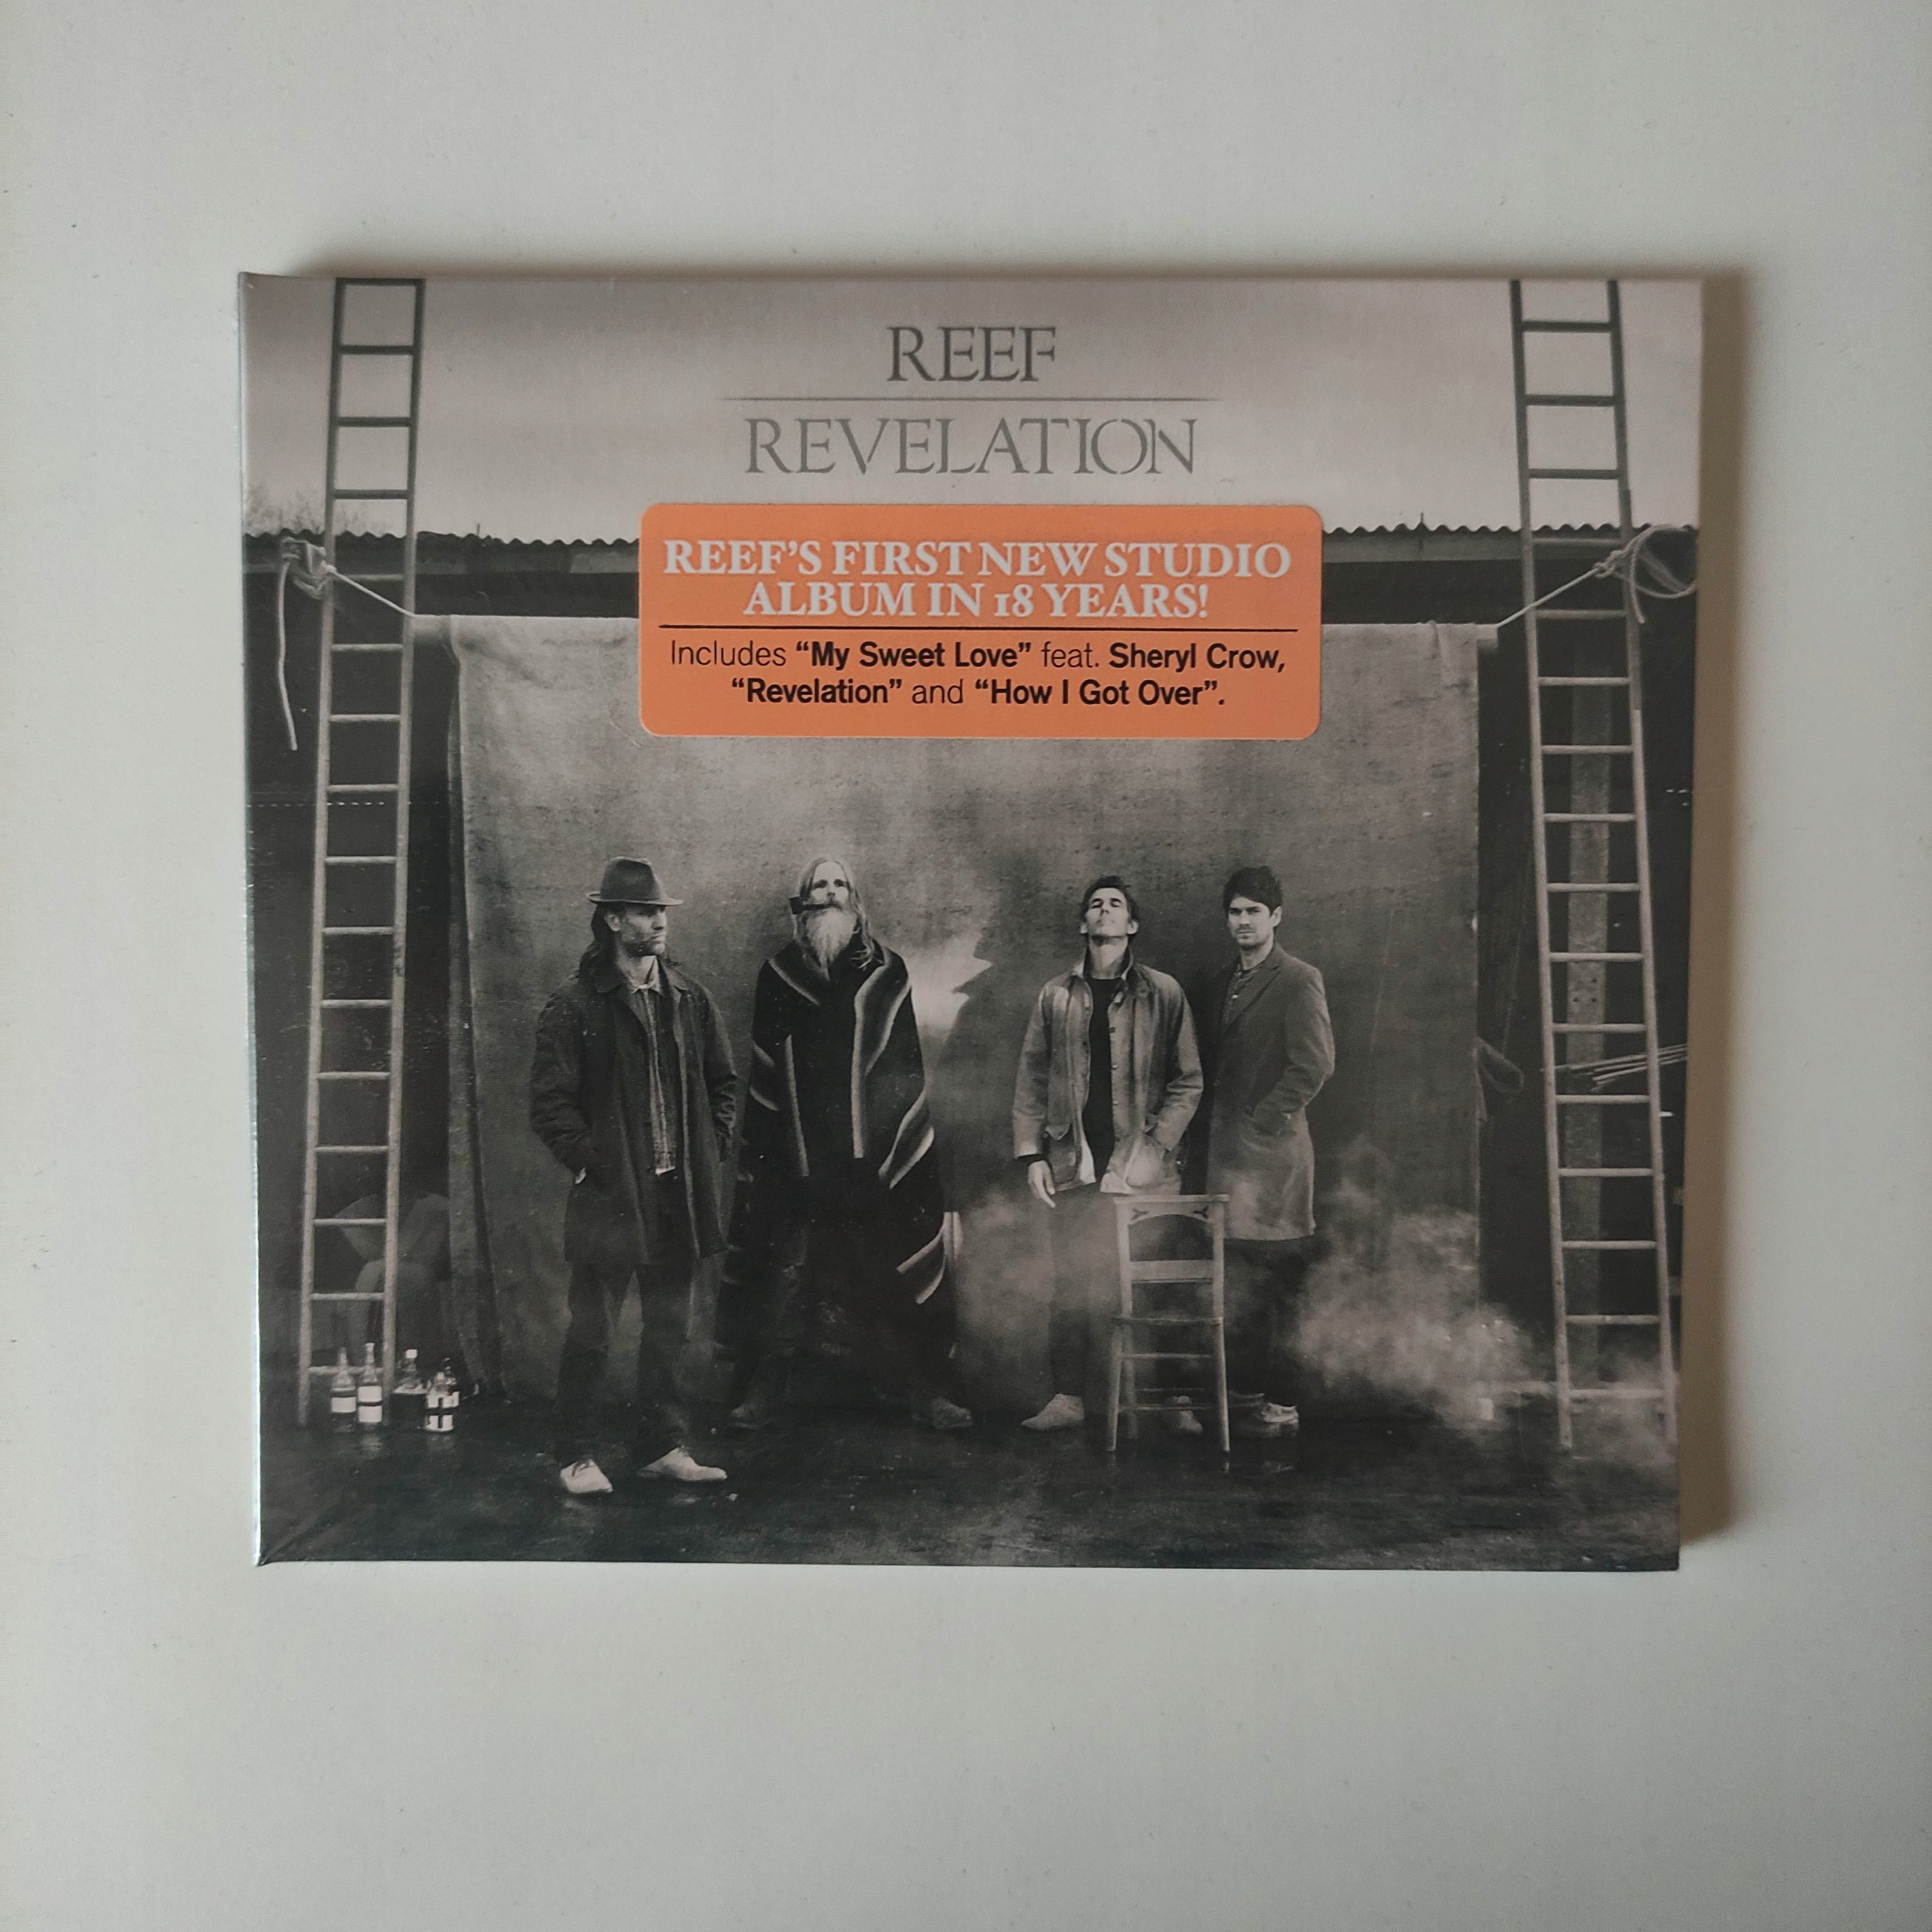 REEF
REVELATION
REEF’S FIRST NEW STUDIO
ALBUM IN 18 YEARS!
Includes “My Sweet Love” feat. Sheryl Crow,
“Revelation” and “How I Got Over”.